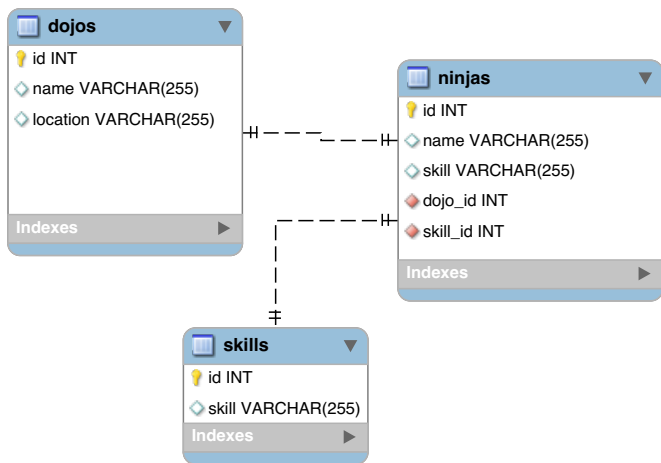 dojos
id INT
name VARCHAR(255)
location VARCHAR(255)
Indexes
ninjas
id INT
name VARCHAR(255)
skill VARCHAR(255)
dojo_id INT
skill_id INT
Indexes
skills
id INT
skill VARCHAR(255)
Indexes